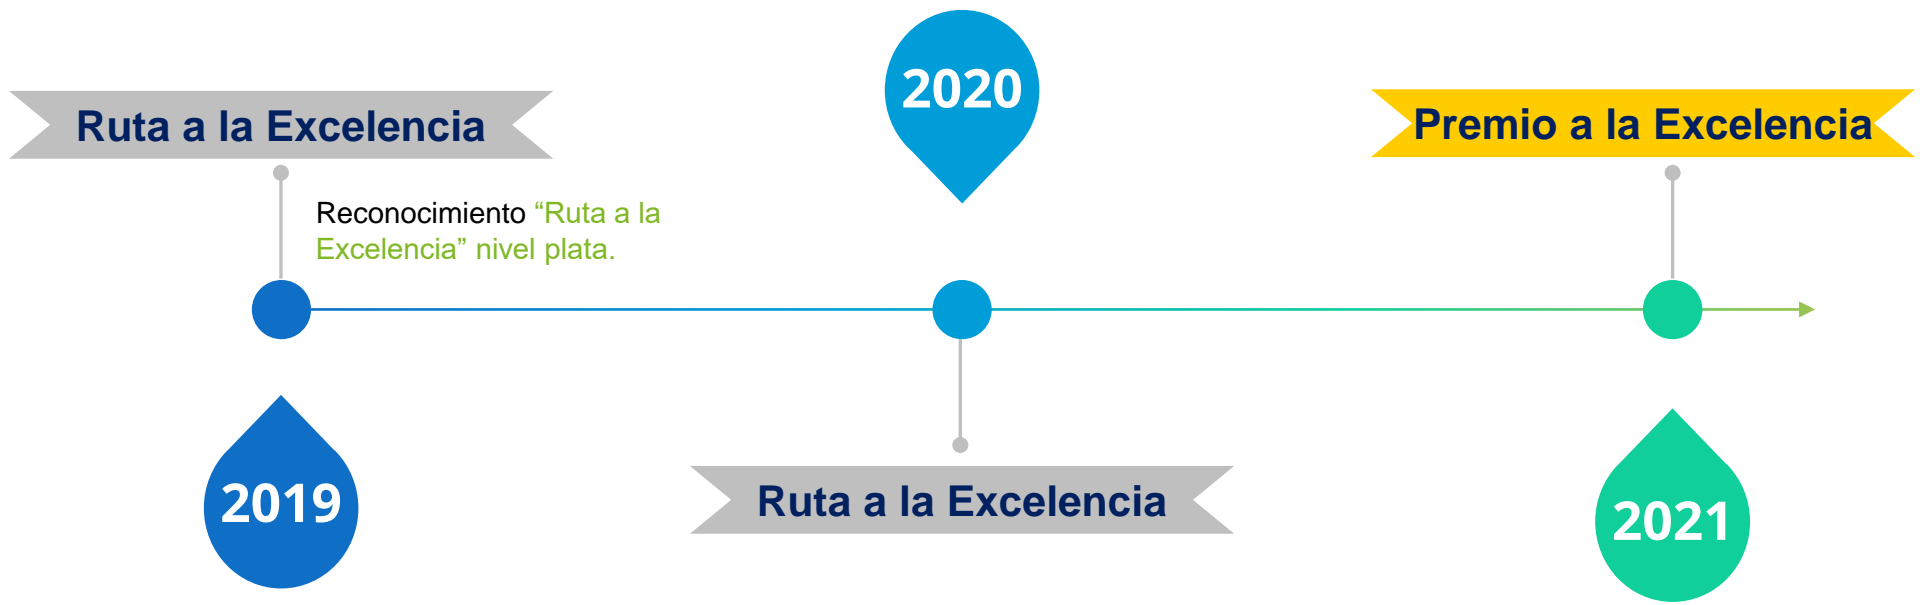 2020
Ruta a la Excelencia
Premio a la Excelencia
Reconocimiento “Ruta a la
Excelencia” nivel plata.
2019
Ruta a la Excelencia
2021